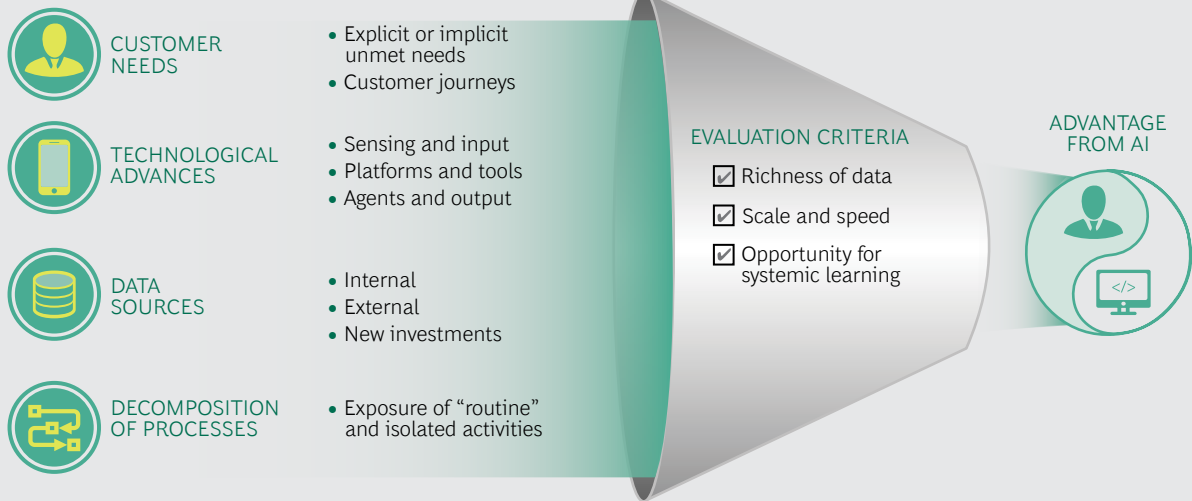 CUSTOMER
NEEDS
• Explicit or implicit
unmet needs
• Customer journeys
TECHNOLOGICAL
ADVANCES
• Sensing and input
• Platforms and tools
• Agents and output
DATA
SOURCES
• Internal
• External
• New investments
DECOMPOSITION
OF PROCESSES
• Exposure of “routine”
and isolated activities
EVALUATION CRITERIA
Richness of data
Scale and speed
Opportunity for
systemic learning
ADVANTAGE
FROM AI
</>